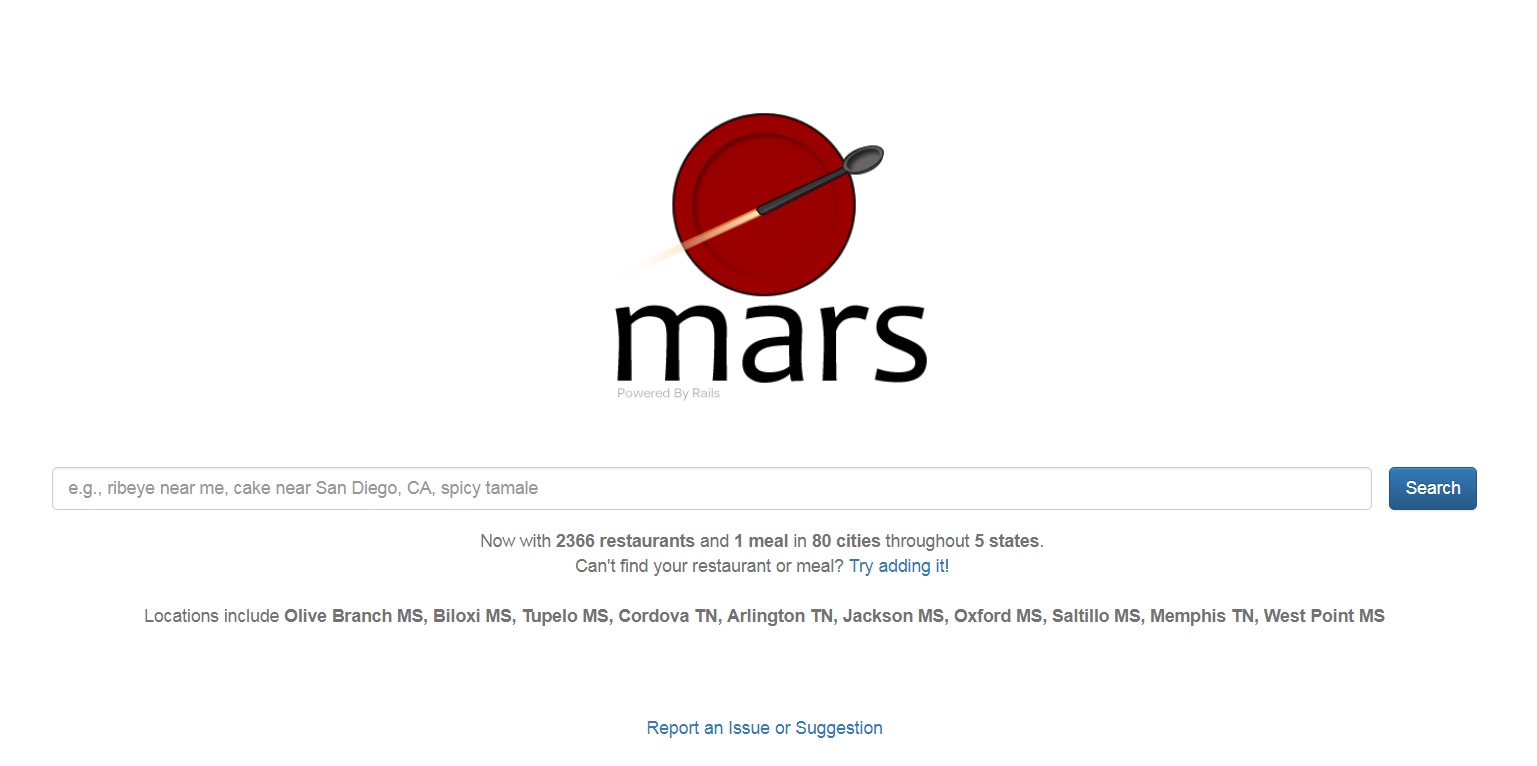 mars
Powered By Rails
e.g., ribeye near me, cake near San Diego, CA, spicy tamale
Search
Now with 2366 restaurants and 1 meal in 80 cities throughout 5 states.
Can't find your restaurant or meal? Try adding it!
Locations include Olive Branch MS, Biloxi MS, Tupelo MS, Cordova TN, Arlington TN, Jackson MS, Oxford MS, Saltillo MS, Memphis TN, West Point MS
Report an Issue or Suggestion